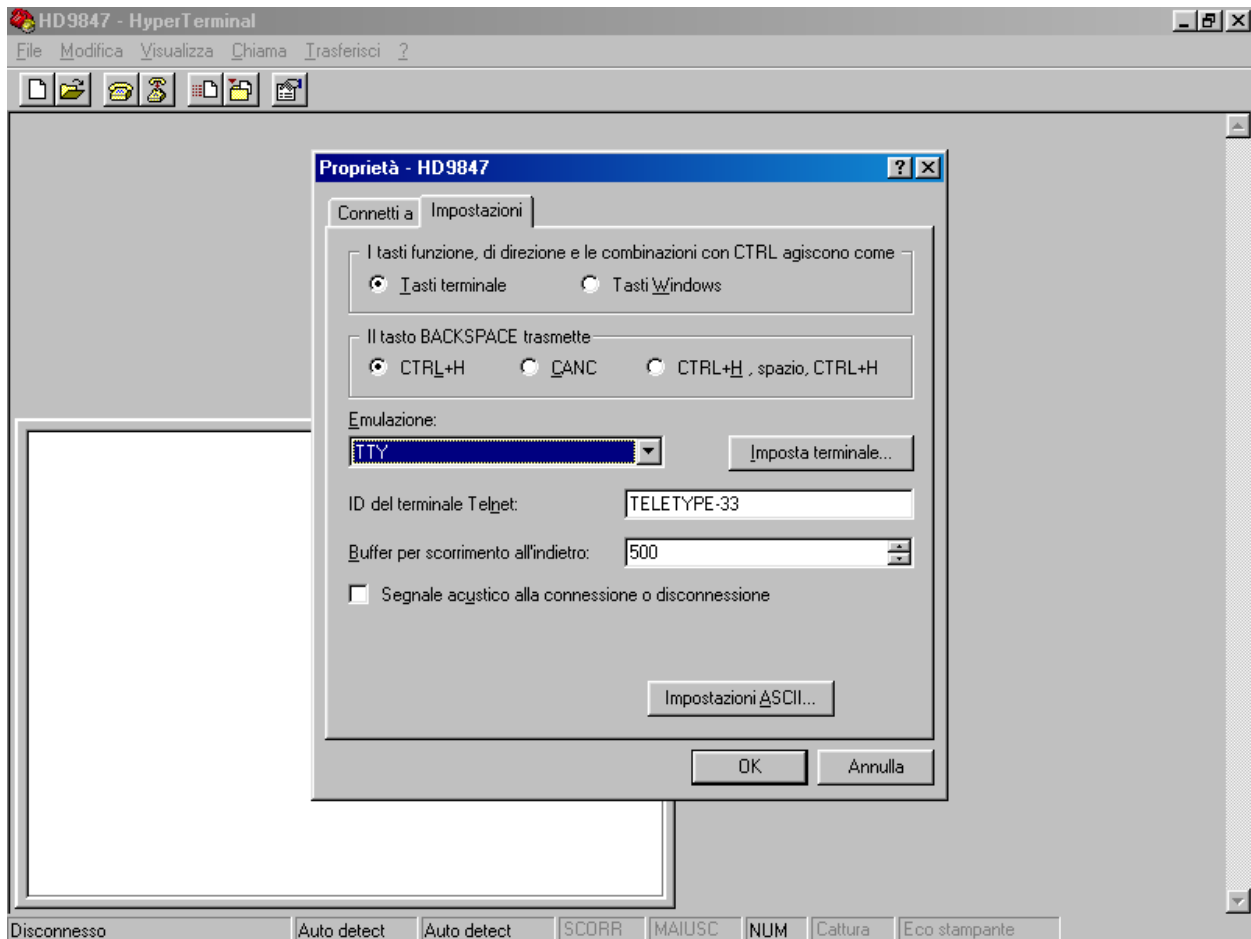 HD9847 - HyperTerminal
File Modifica Visualizza Chiama Trasferisci ?
Proprietà - HD9847
Connetti a Impostazioni
I tasti funzione, di direzione e le combinazioni con CTRL agiscono come
Tasti terminale Tasti Windows
Il tasto BACKSPACE trasmette
CTRL+H CANC CTRL+H , spazio, CTRL+H
Emulazione:
TTY Imposta terminale...
ID del terminale Telnet: TELETYPE-33
Buffer per scorrimento all'indietro: 500
Segnale acustico alla connessione o disconnessione
Impostazioni ASCII...
OK Annulla
Disconnesso Auto detect Auto detect SCORR MAIUSC NUM Cattura Eco stampante